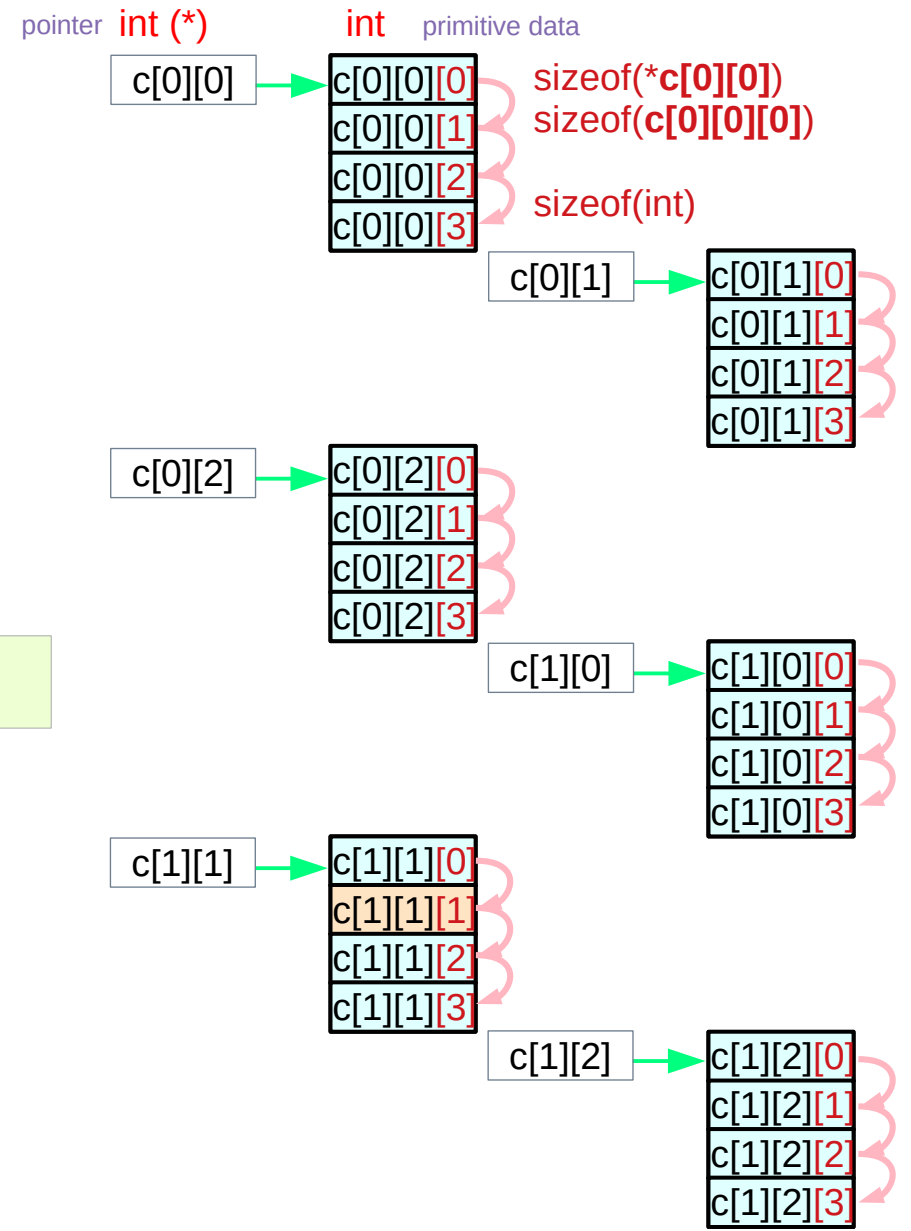 pointer int (*) int primitive data
c[0][0] c[0][0][0] sizeof(*c[0][0])
c[0][0][1] sizeof(c[0][0][0])
c[0][0][2]
c[0][0][3] sizeof(int)
c[0][1] c[0][1][0]
c[0][1][1]
c[0][1][2]
c[0][1][3]
c[0][2] c[0][2][0]
c[0][2][1]
c[0][2][2]
c[0][2][3]
c[1][0] c[1][0][0]
c[1][0][1]
c[1][0][2]
c[1][0][3]
c[1][1] c[1][1][0]
c[1][1][1]
c[1][1][2]
c[1][1][3]
c[1][2] c[1][2][0]
c[1][2][1]
c[1][2][2]
c[1][2][3]